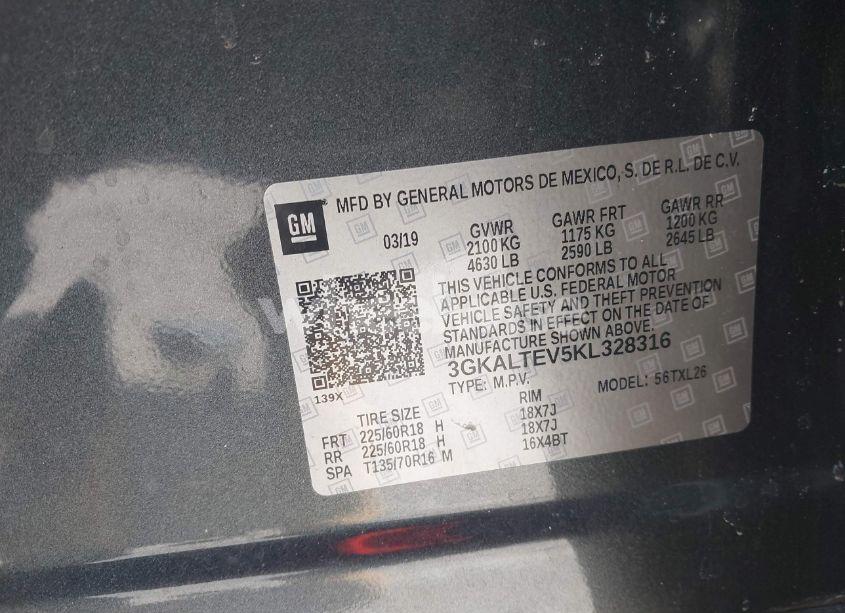 GM
MFD BY GENERAL MOTORS DE MEXICO, S. DE R.L. DE C.V.
03/19
GVWR GAWR FRT GAWR RR
2100 KG 1175 KG 1200 KG
4630 LB 2590 LB 2645 LB
THIS VEHICLE CONFORMS TO ALL
APPLICABLE U.S. FEDERAL MOTOR
VEHICLE SAFETY AND THEFT PREVENTION
STANDARDS IN EFFECT ON THE DATE OF
MANUFACTURE SHOWN ABOVE.
3GKALTEV5KL328316
TYPE: M.P.V. MODEL: 56TXL26
139X
TIRE SIZE RIM
FRT 225/60R18 H 18X7J
RR 225/60R18 H 18X7J
SPA T135/70R16 M 16X4BT